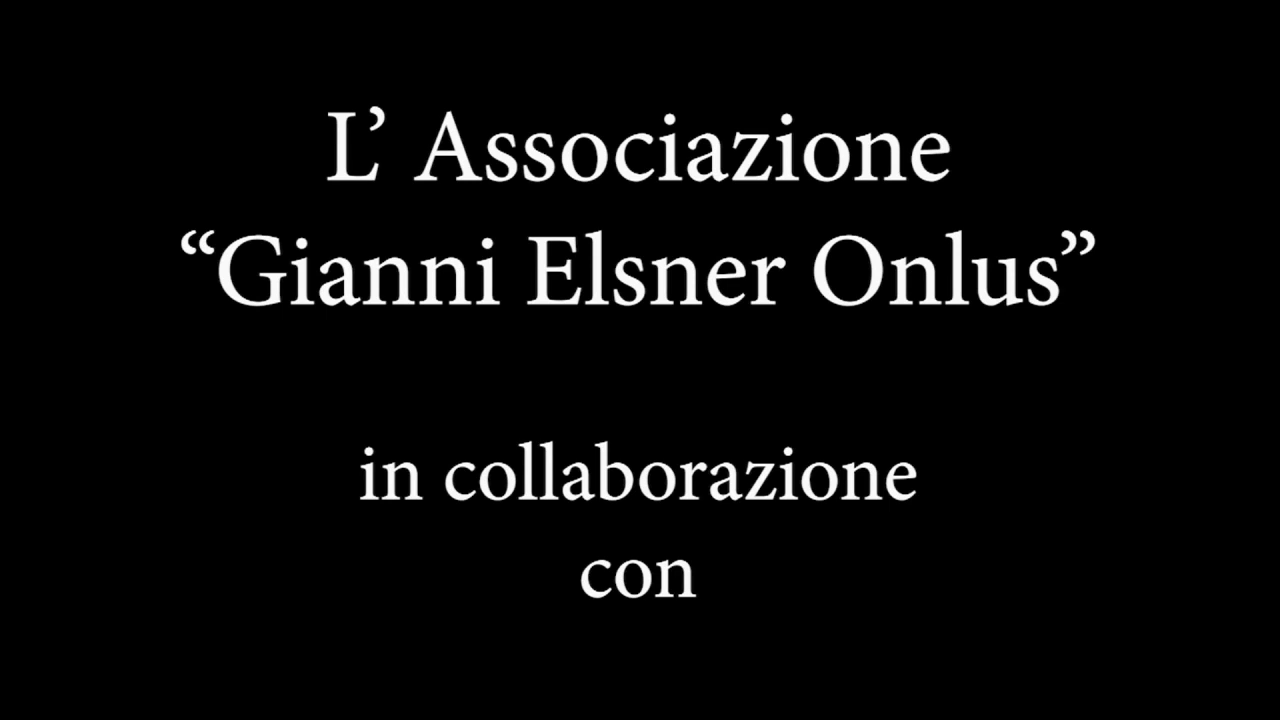 L’ Associazione
“Gianni Elsner Onlus”
in collaborazione
con